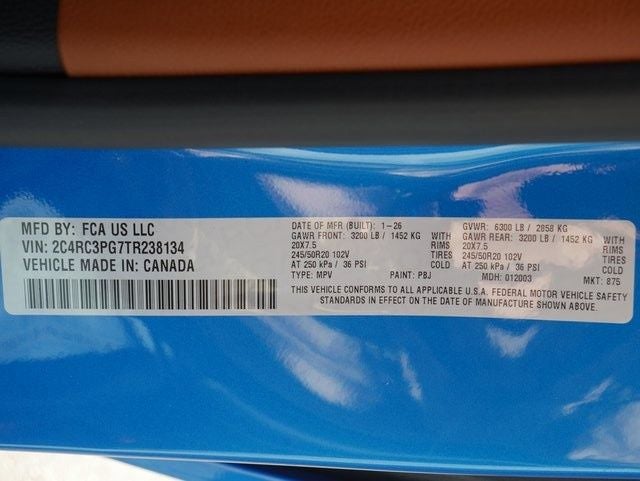 MFD BY: FCA US LLC
VIN: 2C4RC3PG7TR238134
VEHICLE MADE IN: CANADA
DATE OF MFR (BUILT): 1-26 GVWR: 6300 LB / 2858 KG
GAWR FRONT: 3200 LB / 1452 KG WITH GAWR REAR: 3200 LB / 1452 KG WITH
20X7.5 RIMS 20X7.5 RIMS
245/50R20 102V TIRES 245/50R20 102V TIRES
AT 250 kPa / 36 PSI COLD AT 250 kPa / 36 PSI COLD
TYPE: MPV PAINT: PBJ MDH: 012003 MKT: 875
THIS VEHICLE CONFORMS TO ALL APPLICABLE U.S.A. FEDERAL MOTOR VEHICLE SAFETY
STANDARDS IN EFFECT ON THE DATE OF MANUFACTURE SHOWN ABOVE.